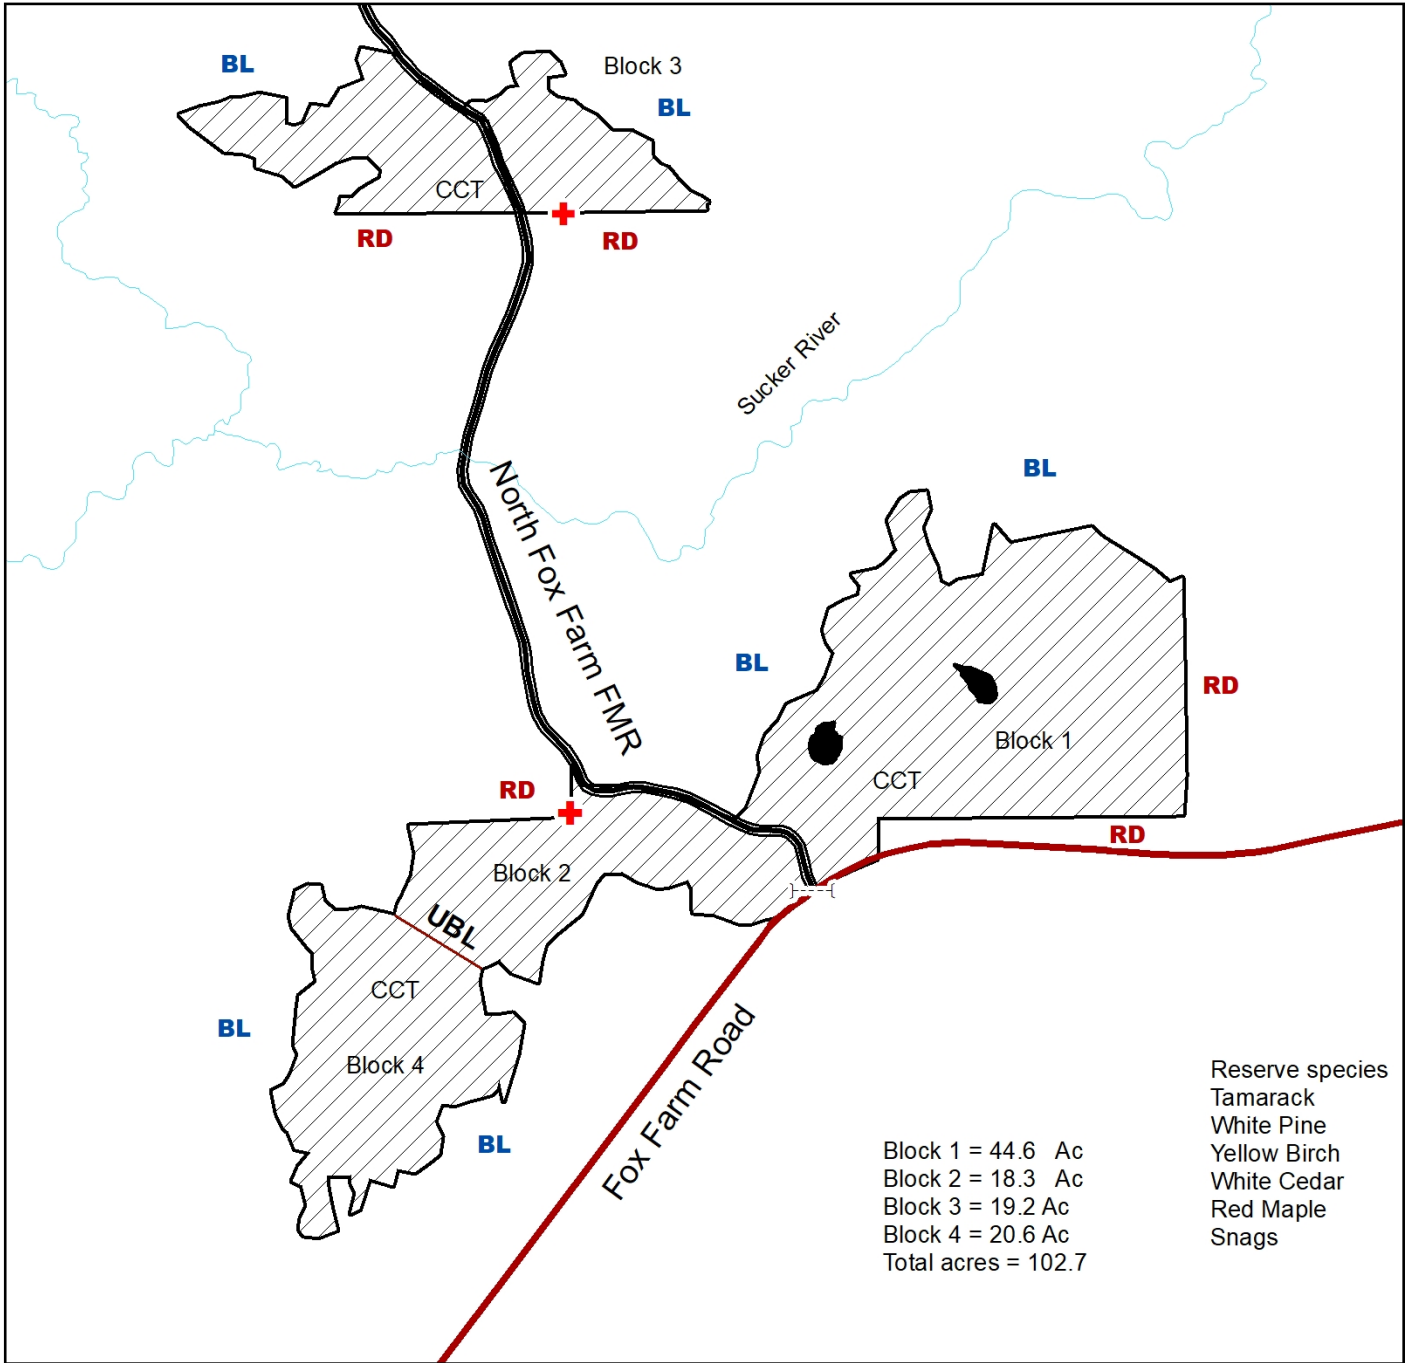 BL
Block 3
BL
CCT
RD
RD
Sucker River
BL
North Fox Farm FMR
BL
RD
Block 1
CCT
RD
RD
Block 2
UBL
CCT
BL
Block 4
BL
Fox Farm Road
Block 1 = 44.6 Ac
Block 2 = 18.3 Ac
Block 3 = 19.2 Ac
Block 4 = 20.6 Ac
Total acres = 102.7
Reserve species
Tamarack
White Pine
Yellow Birch
White Cedar
Red Maple
Snags